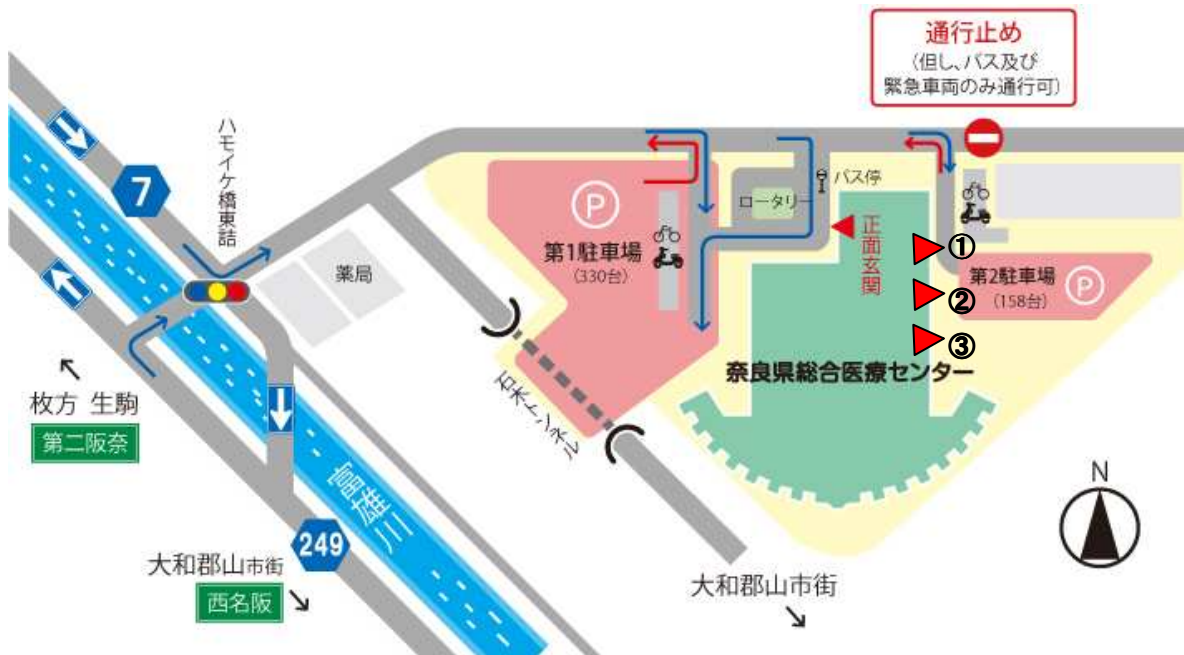 通行止め
(但し、バス及び
緊急車両のみ通行可)
ハモイケ橋東詰
7
P
第1駐車場
(330台)
ロータリー
バス停
正面玄関
①
②
③
第2駐車場
(158台)
P
薬局
奈良県総合医療センター
石木トンネル
枚方 生駒
第二阪奈
富雄川
249
大和郡山市街
西名阪
大和郡山市街
N